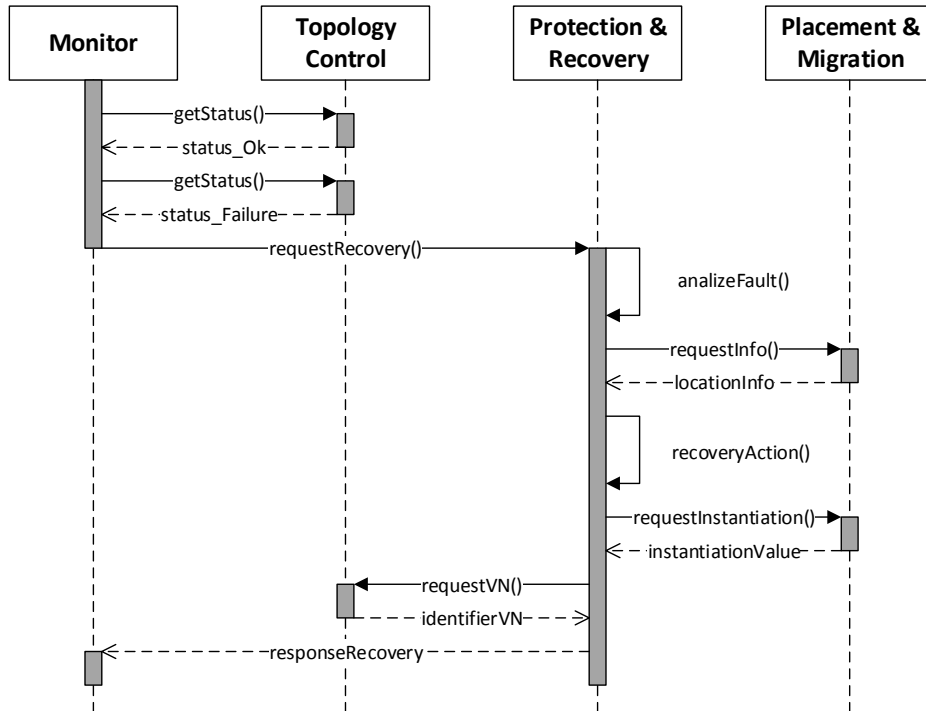 Monitor
Topology
Control
Protection &
Recovery
Placement &
Migration
getStatus()
status_Ok
getStatus()
status_Failure
requestRecovery()
analizeFault()
requestInfo()
locationInfo
recoveryAction()
requestInstantiation()
instantiationValue
requestVN()
identifierVN
responseRecovery